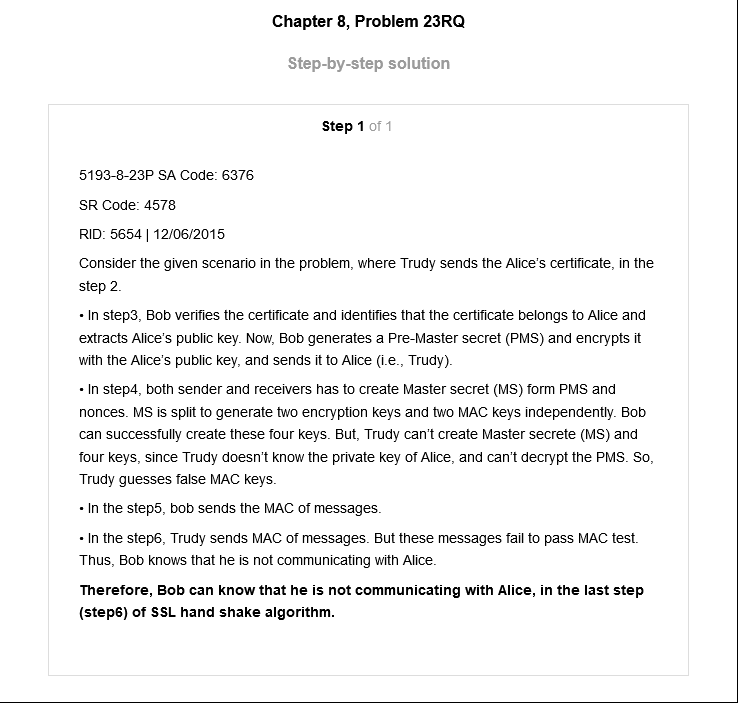 Chapter 8, Problem 23RQ
Step-by-step solution
Step 1 of 1
5193-8-23P SA Code: 6376
SR Code: 4578
RID: 5654 | 12/06/2015
Consider the given scenario in the problem, where Trudy sends the Alice's certificate, in the
step 2.
• In step3, Bob verifies the certificate and identifies that the certificate belongs to Alice and
extracts Alice's public key. Now, Bob generates a Pre-Master secret (PMS) and encrypts it
with the Alice's public key, and sends it to Alice (i.e., Trudy).
• In step4, both sender and receivers has to create Master secret (MS) form PMS and
nonces. MS is split to generate two encryption keys and two MAC keys independently. Bob
can successfully create these four keys. But, Trudy can't create Master secrete (MS) and
four keys, since Trudy doesn't know the private key of Alice, and can't decrypt the PMS. So,
Trudy guesses false MAC keys.
• In the step5, bob sends the MAC of messages.
• In the step6, Trudy sends MAC of messages. But these messages fail to pass MAC test.
Thus, Bob knows that he is not communicating with Alice.
Therefore, Bob can know that he is not communicating with Alice, in the last step
(step6) of SSL hand shake algorithm.